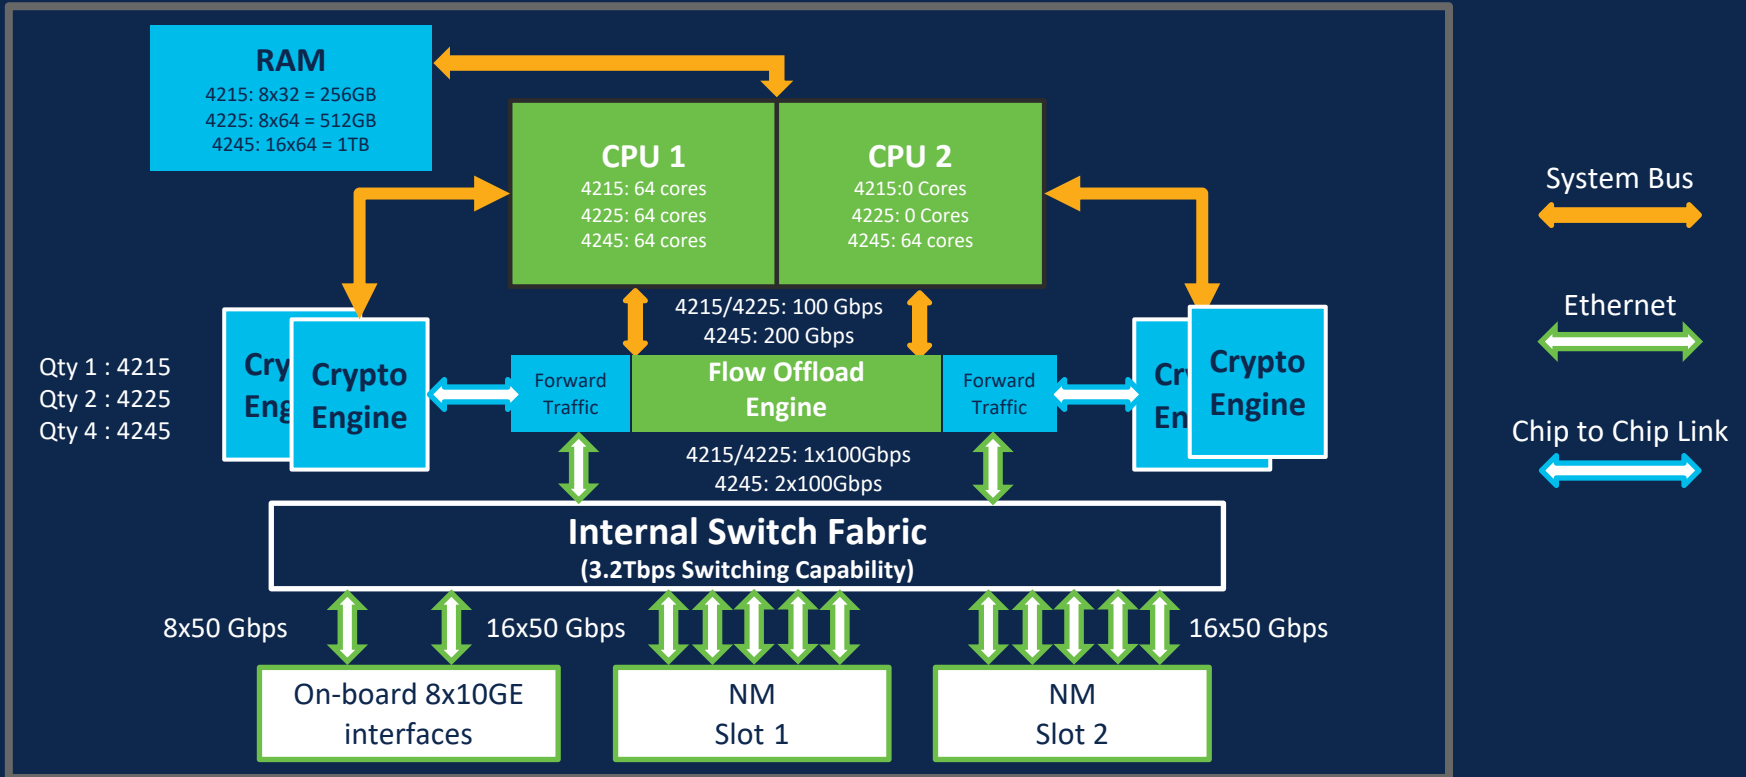 RAM
4215: 8x32 = 256GB
4225: 8x64 = 512GB
4245: 16x64 = 1TB
CPU 1
4215: 64 cores
4225: 64 cores
4245: 64 cores
CPU 2
4215:0 Cores
4225: 0 Cores
4245: 64 cores
System Bus
Ethernet
Chip to Chip Link
4215/4225: 100 Gbps
4245: 200 Gbps
Qty 1 : 4215
Qty 2 : 4225
Qty 4 : 4245
Cry
Eng
Crypto
Engine
Forward
Traffic
Flow Offload
Engine
Forward
Traffic
Cr
En
Crypto
Engine
4215/4225: 1x100Gbps
4245: 2x100Gbps
Internal Switch Fabric
(3.2Tbps Switching Capability)
8x50 Gbps
16x50 Gbps
16x50 Gbps
On-board 8x10GE
interfaces
NM
Slot 1
NM
Slot 2